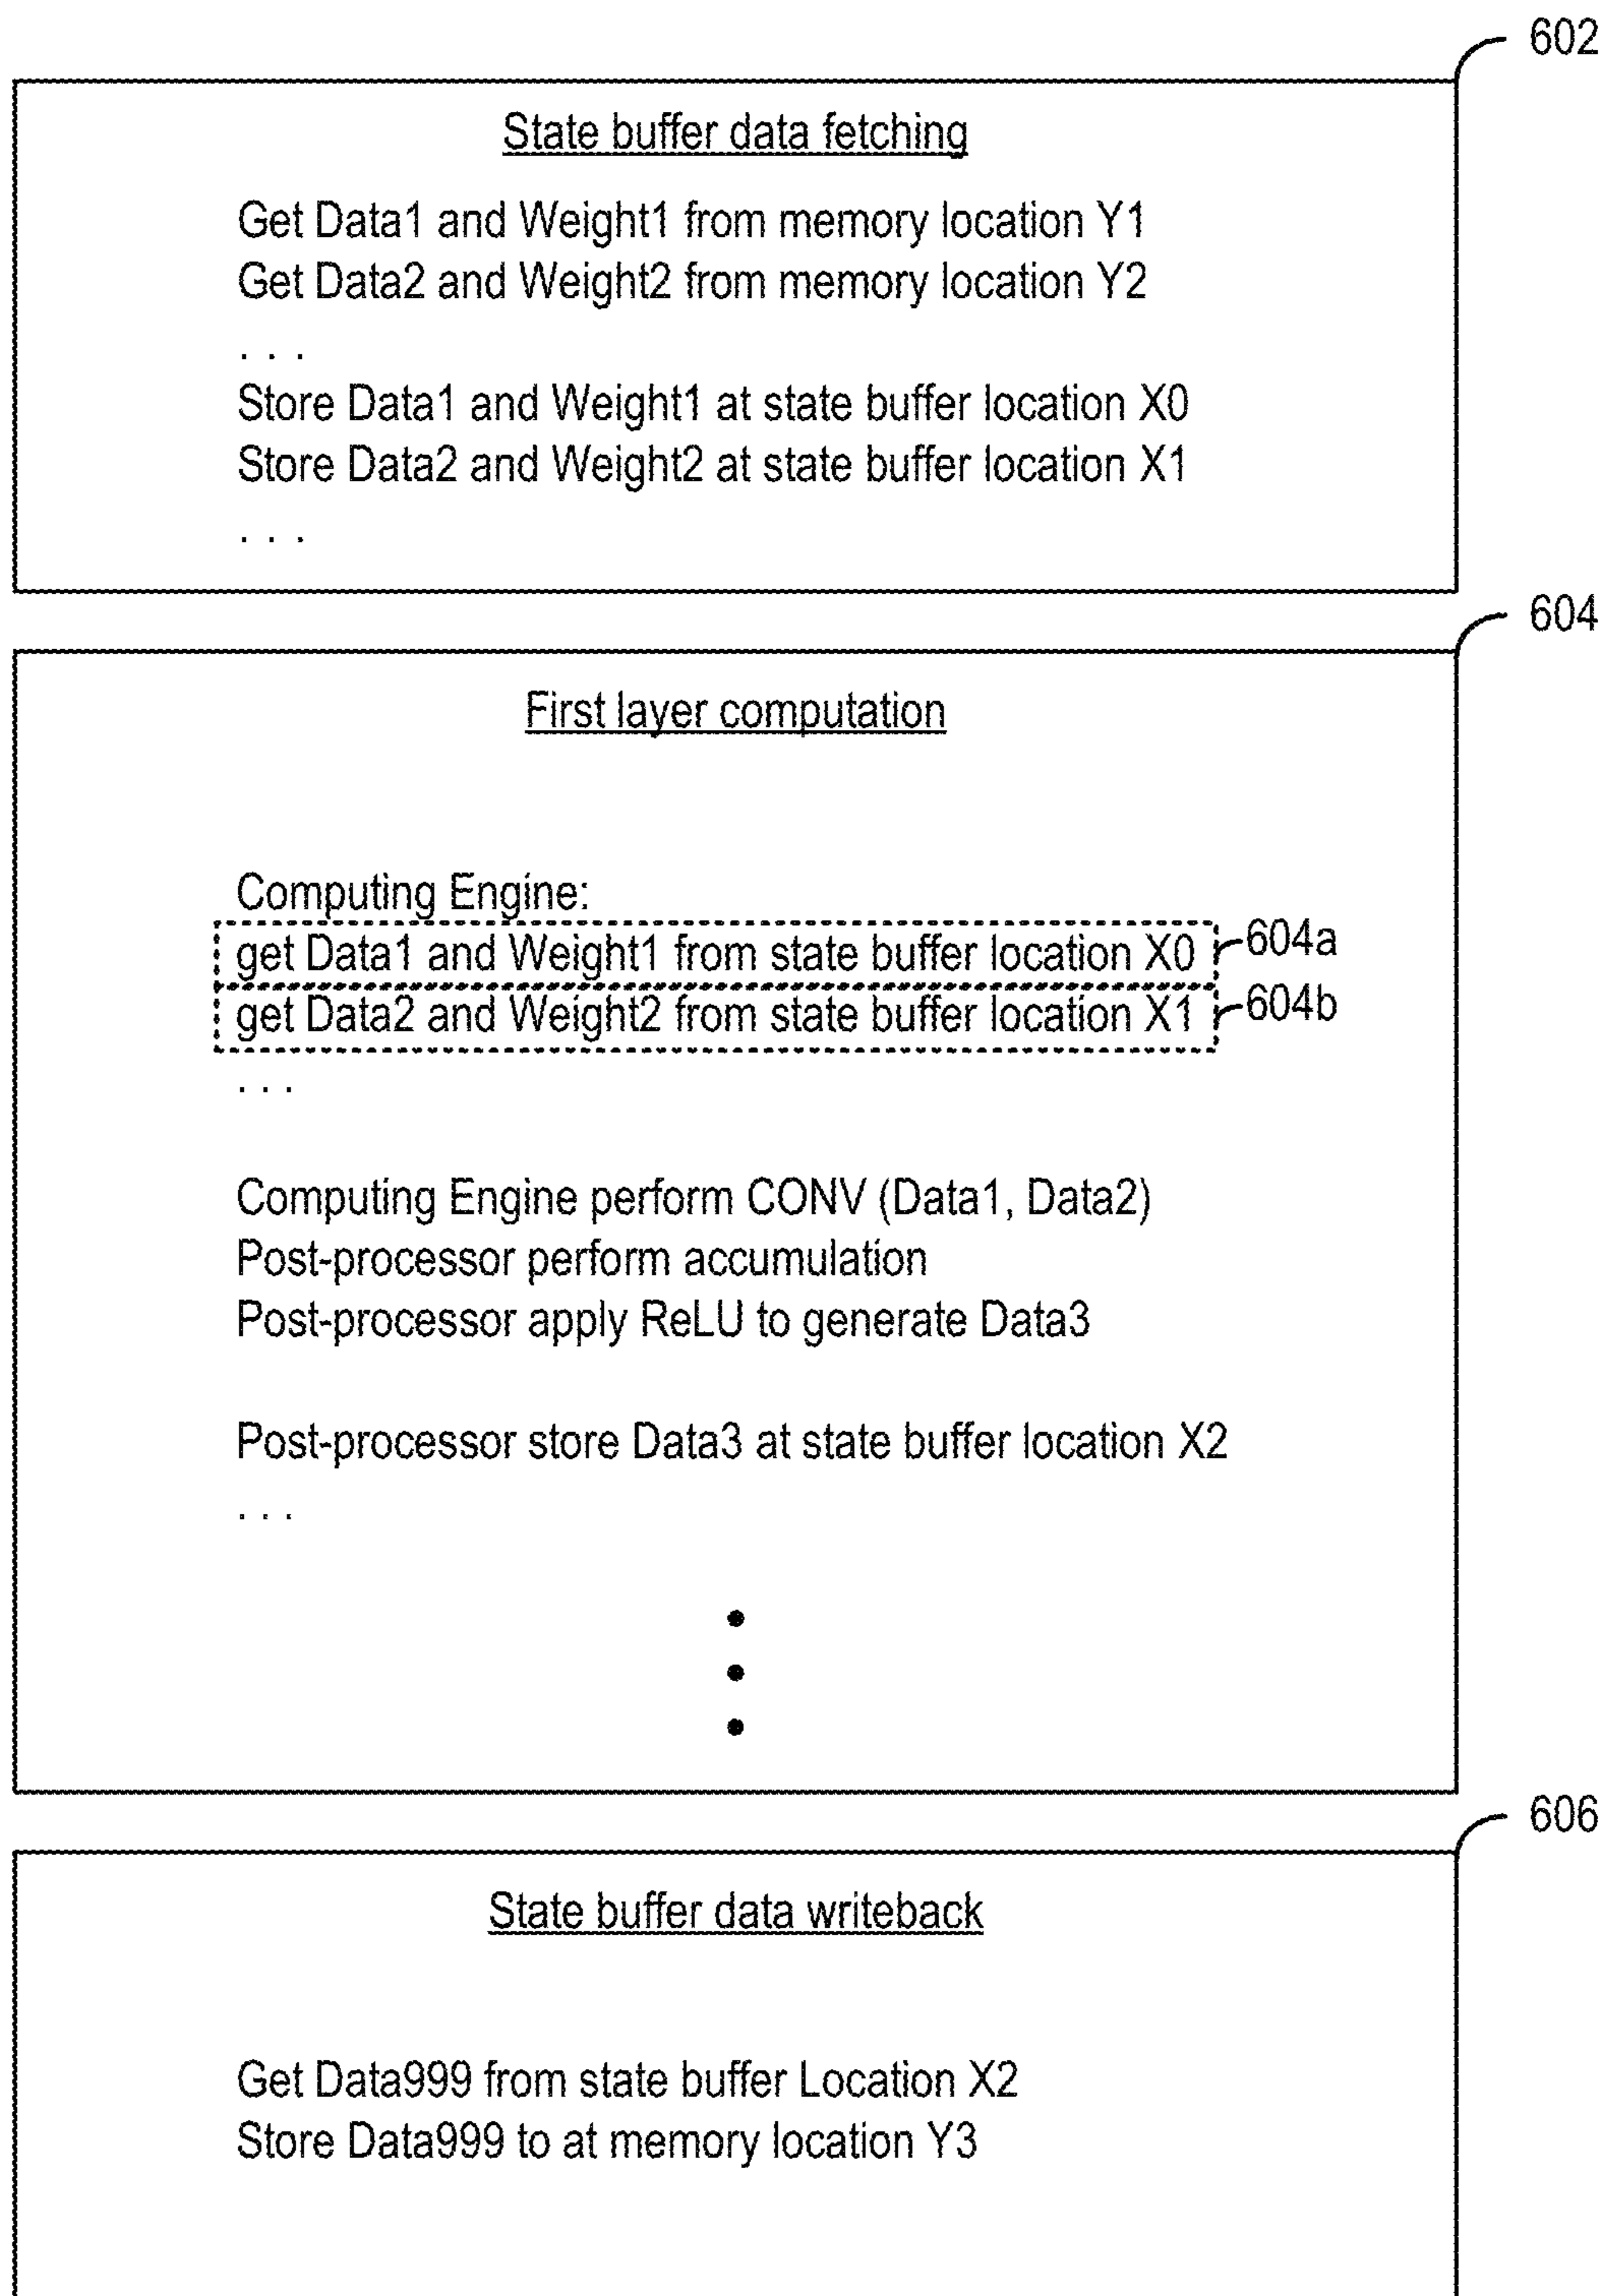 602
State buffer data fetching
Get Data1 and Weight1 from memory location Y1
Get Data2 and Weight2 from memory location Y2
. . .
Store Data1 and Weight1 at state buffer location X0
Store Data2 and Weight2 at state buffer location X1
. . .
604
First layer computation
Computing Engine:
get Data1 and Weight1 from state buffer location X0 604a
get Data2 and Weight2 from state buffer location X1 604b
. . .
Computing Engine perform CONV (Data1, Data2)
Post-processor perform accumulation
Post-processor apply ReLU to generate Data3
Post-processor store Data3 at state buffer location X2
. . .
606
State buffer data writeback
Get Data999 from state buffer Location X2
Store Data999 to at memory location Y3